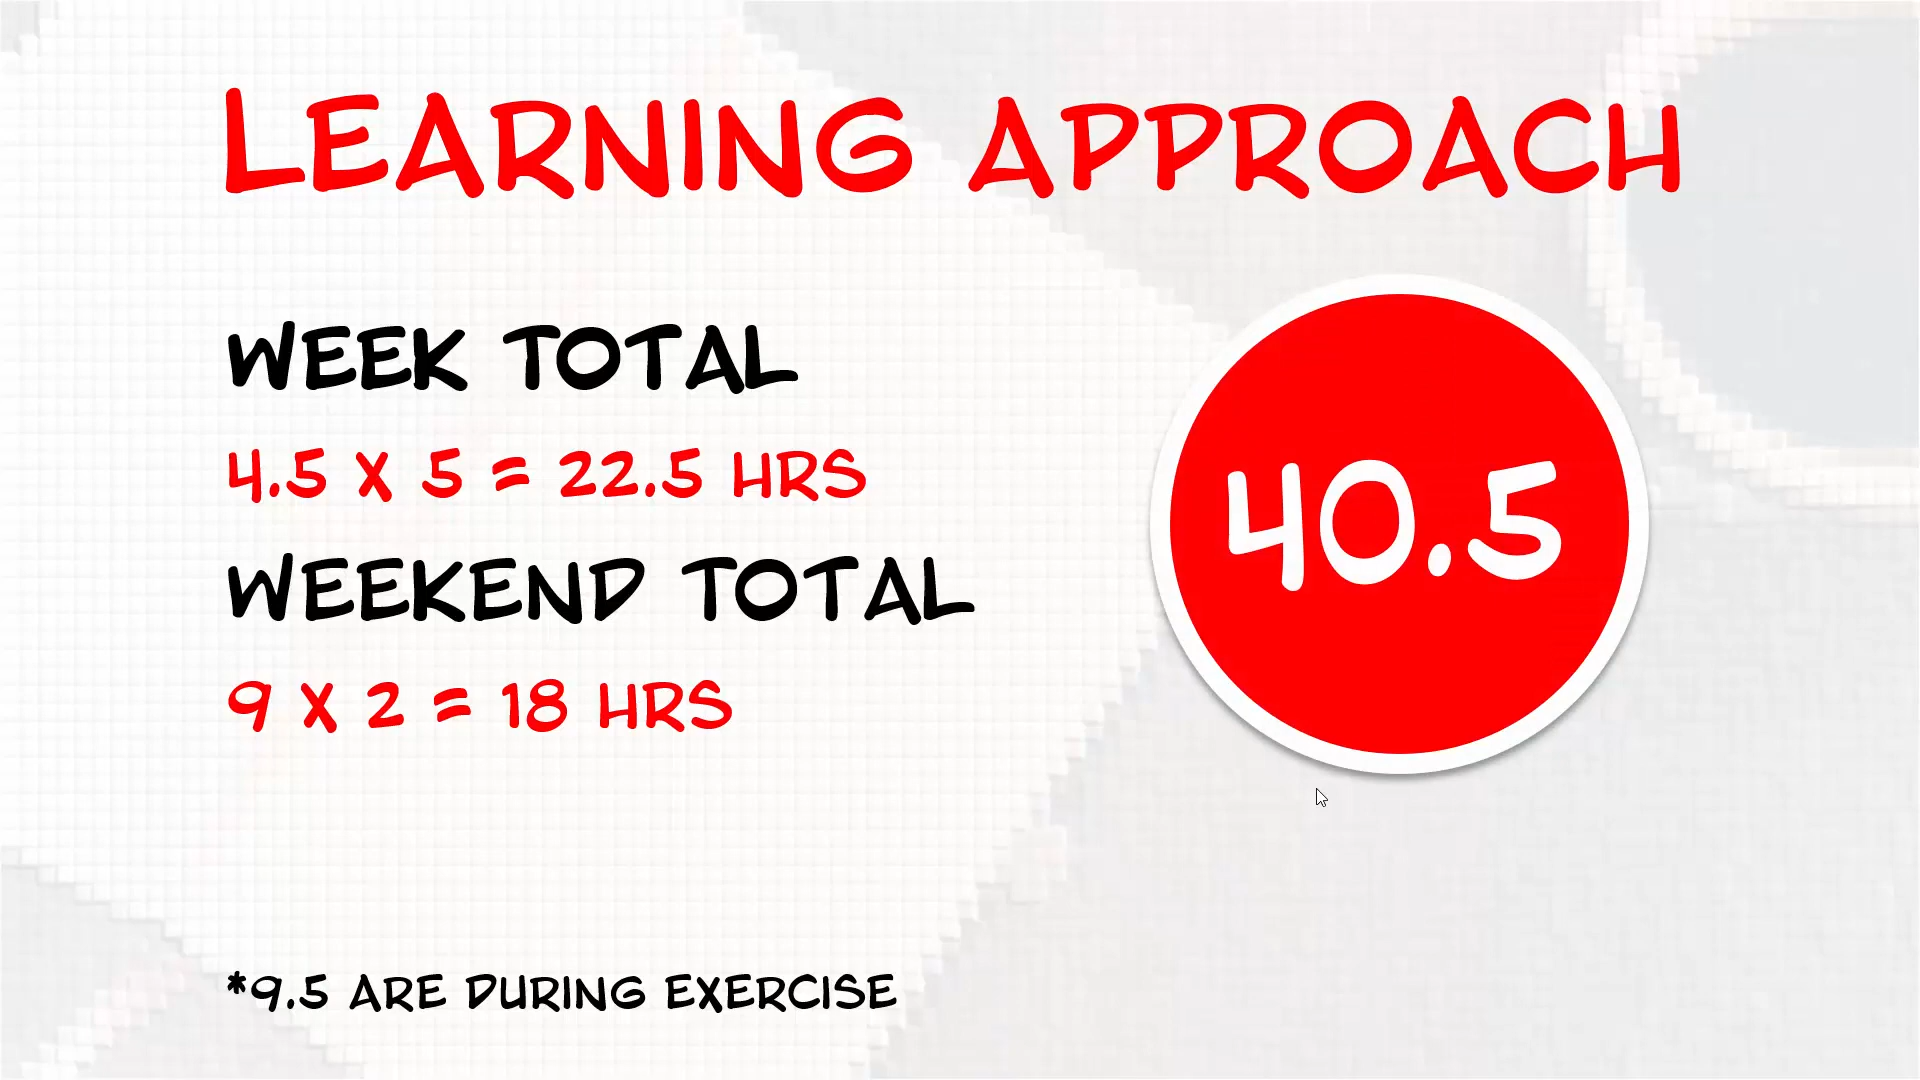 LEARNING APPROACH
WEEK TOTAL
4.5 X 5 = 22.5 HRS
WEEKEND TOTAL
9 X 2 = 18 HRS
40.5
*9.5 ARE DURING EXERCISE